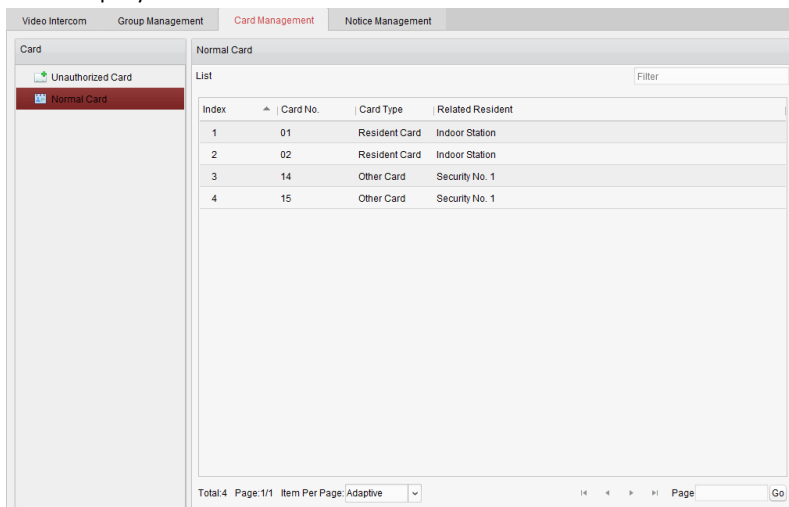 Video Intercom Group Management Card Management Notice Management
Card Normal Card
Unauthorized Card List Filter
Normal Card
Index Card No. Card Type Related Resident
1 01 Resident Card Indoor Station
2 02 Resident Card Indoor Station
3 14 Other Card Security No. 1
4 15 Other Card Security No. 1
Total:4 Page:1/1 Item Per Page: Adaptive Page Go